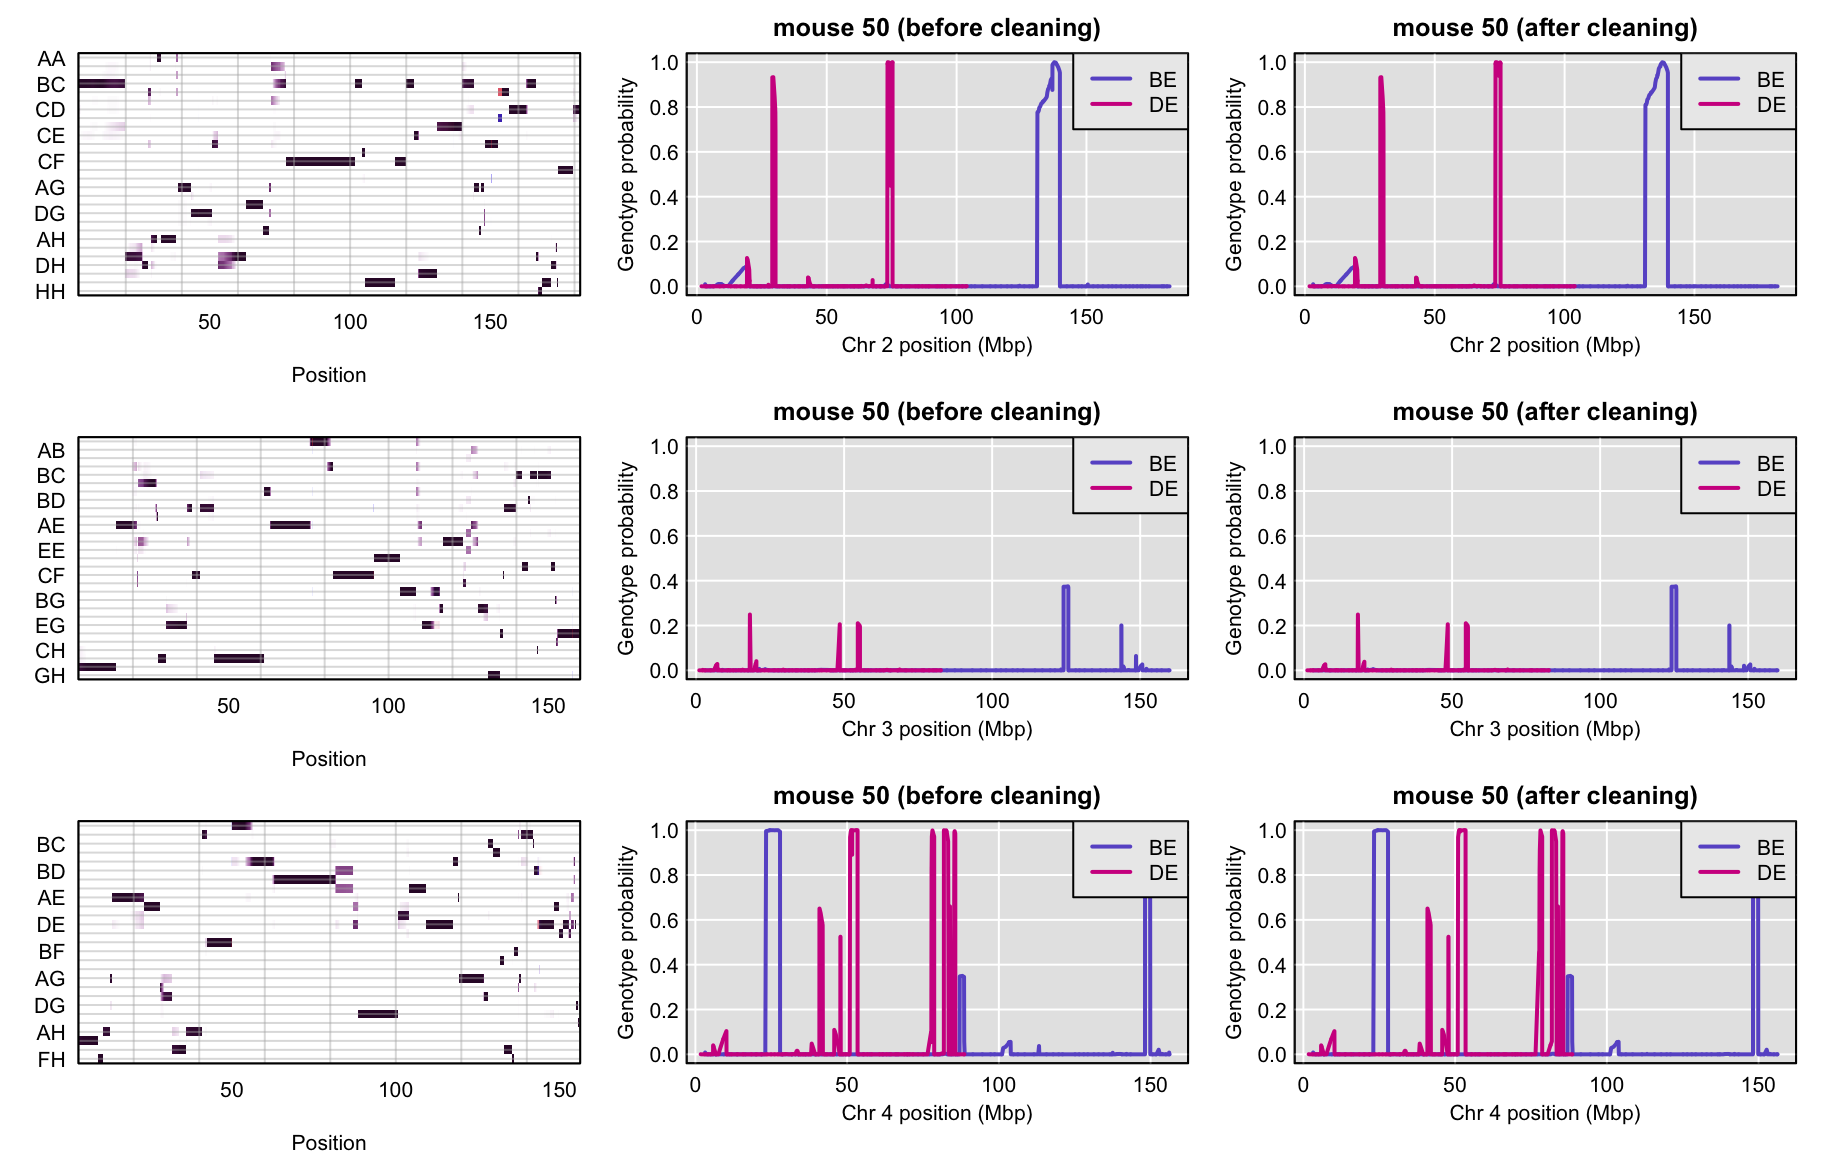 AA
BC
CD
CE
CF
AG
DG
AH
DH
HH
50 100 150
Position
mouse 50 (before cleaning)
Genotype probability
1.0
0.8
0.6
0.4
0.2
0.0
BE
DE
0 50 100 150
Chr 2 position (Mbp)
mouse 50 (after cleaning)
Genotype probability
1.0
0.8
0.6
0.4
0.2
0.0
BE
DE
0 50 100 150
Chr 2 position (Mbp)
AB
BC
BD
AE
EE
CF
BG
EG
CH
GH
50 100 150
Position
mouse 50 (before cleaning)
Genotype probability
1.0
0.8
0.6
0.4
0.2
0.0
BE
DE
0 50 100 150
Chr 3 position (Mbp)
mouse 50 (after cleaning)
Genotype probability
1.0
0.8
0.6
0.4
0.2
0.0
BE
DE
0 50 100 150
Chr 3 position (Mbp)
BC
BD
AE
DE
BF
AG
DG
AH
FH
50 100 150
Position
mouse 50 (before cleaning)
Genotype probability
1.0
0.8
0.6
0.4
0.2
0.0
BE
DE
0 50 100 150
Chr 4 position (Mbp)
mouse 50 (after cleaning)
Genotype probability
1.0
0.8
0.6
0.4
0.2
0.0
BE
DE
0 50 100 150
Chr 4 position (Mbp)